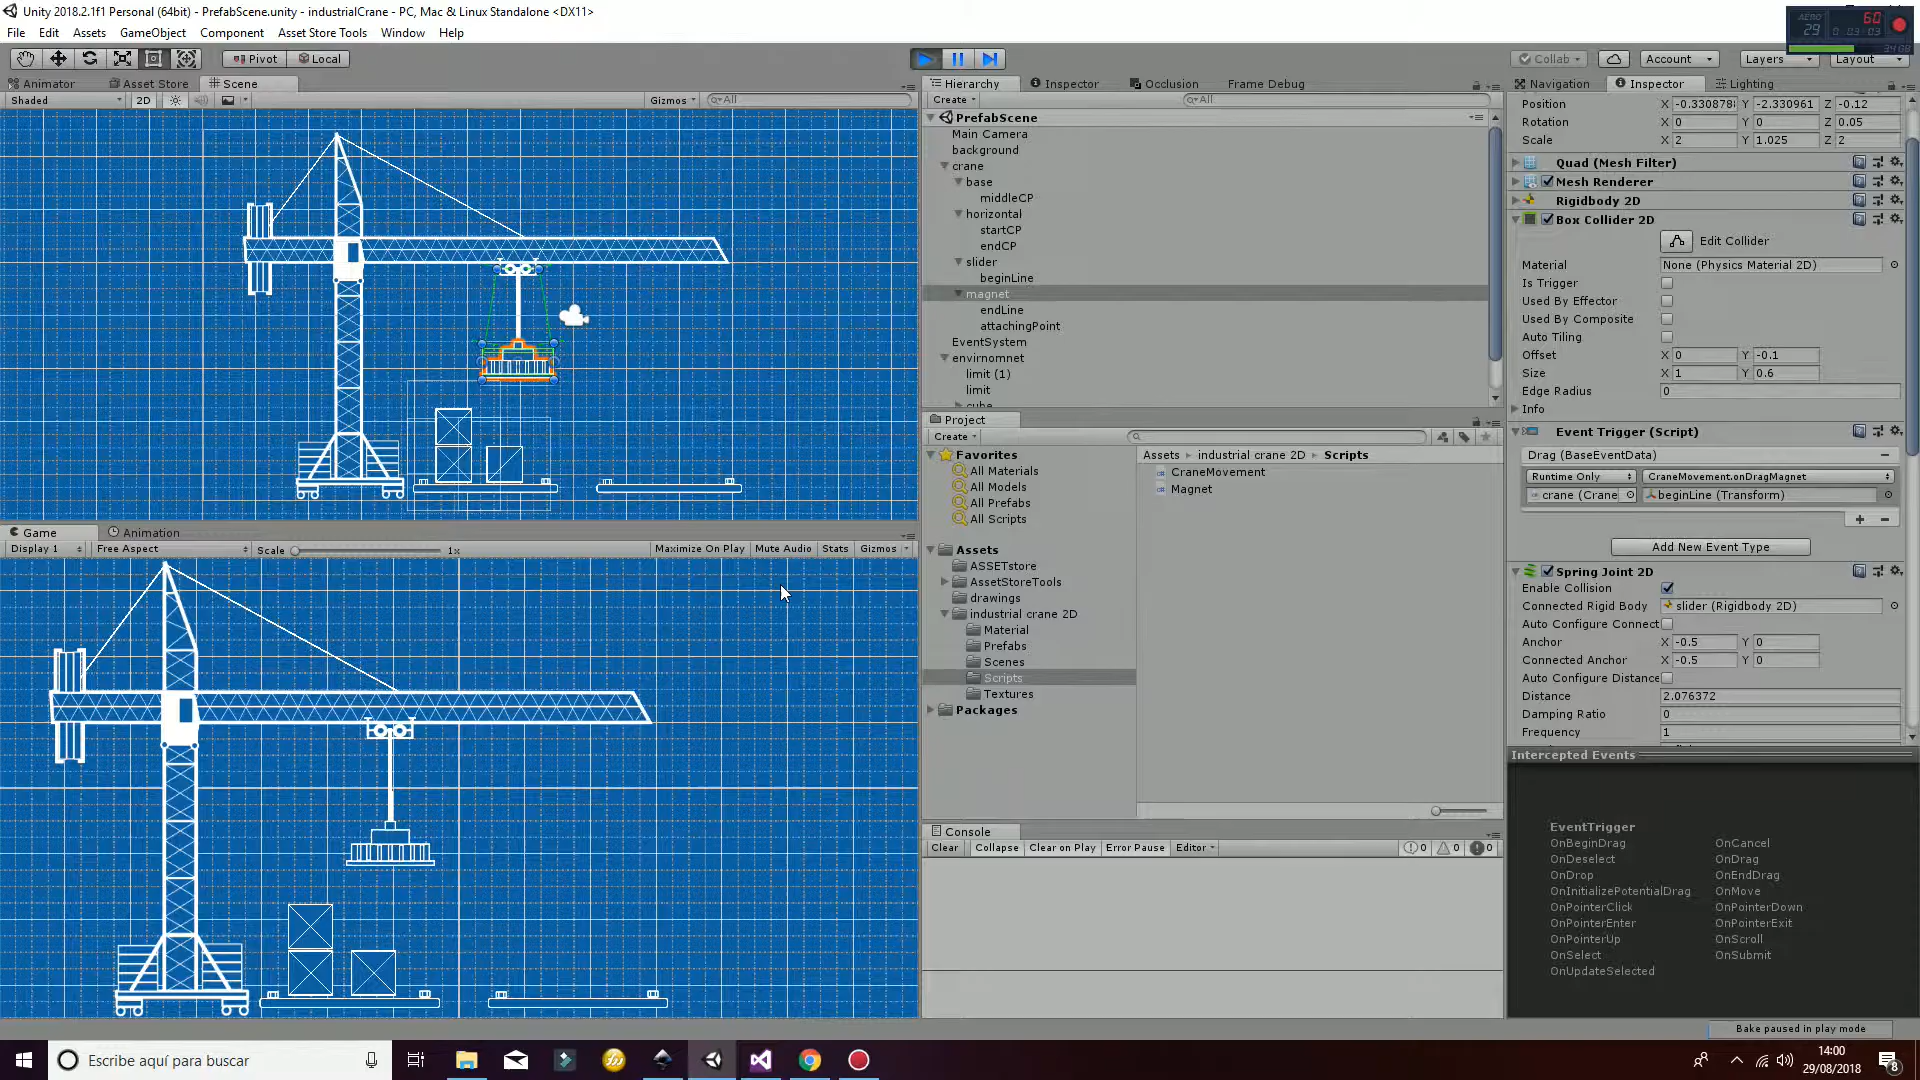 Unity 2018.2.1f1 Personal (64bit) - PrefabScene.unity - industrialCrane - PC, Mac & Linux Standalone <DX11>
File Edit Assets GameObject Component Asset Store Tools Window Help
Pivot Local
Collab Account Layers Layout
AERO 29 60
Animator Asset Store Scene
Shaded 2D Gizmos All
Hierarchy Inspector Occlusion Frame Debug
Create All
PrefabScene
Main Camera
background
crane
base
middleCP
horizontal
startCP
endCP
slider
beginLine
magnet
endLine
attachingPoint
EventSystem
envirnomnet
limit (1)
limit
cube
Game Animation
Display 1 Free Aspect Scale 1x Maximize On Play Mute Audio Stats Gizmos
Project
Create
Favorites
All Materials
All Models
All Prefabs
All Scripts
Assets
ASSETstore
AssetStoreTools
drawings
industrial crane 2D
Material
Prefabs
Scenes
Scripts
Textures
Packages
Assets industrial crane 2D Scripts
CraneMovement
Magnet
Console
Clear Collapse Clear on Play Error Pause Editor 0 0 0
Navigation Inspector Lighting
Position X -0.330878 Y -2.330961 Z -0.12
Rotation X 0 Y 0 Z 0.05
Scale X 2 Y 1.025 Z 2
Quad (Mesh Filter)
Mesh Renderer
Rigidbody 2D
Box Collider 2D
Edit Collider
Material None (Physics Material 2D)
Is Trigger
Used By Effector
Used By Composite
Auto Tiling
Offset X 0 Y -0.1
Size X 1 Y 0.6
Edge Radius 0
Info
Event Trigger (Script)
Drag (BaseEventData)
Runtime Only CraneMovement.onDragMagnet
crane (Crane beginLine (Transform)
Add New Event Type
Spring Joint 2D
Enable Collision
Connected Rigid Body slider (Rigidbody 2D)
Auto Configure Connect
Anchor X -0.5 Y 0
Connected Anchor X -0.5 Y 0
Auto Configure Distance
Distance 2.076372
Damping Ratio 0
Frequency 1
Intercepted Events
EventTrigger
OnBeginDrag OnCancel
OnDeselect OnDrag
OnDrop OnEndDrag
OnInitializePotentialDrag OnMove
OnPointerClick OnPointerDown
OnPointerEnter OnPointerExit
OnPointerUp OnScroll
OnSelect OnSubmit
OnUpdateSelected
Bake paused in play mode
Escribe aquí para buscar
14:00
29/08/2018
8